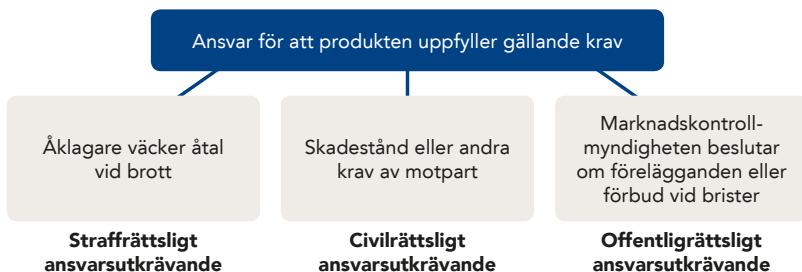 Ansvar för att produkten uppfyller gällande krav
Åklagare väcker åtal
vid brott
Skadestånd eller andra
krav av motpart
Marknadskontroll-
myndigheten beslutar
om förelägganden eller
förbud vid brister
Straffrättsligt
ansvarsutkrävande
Civilrättsligt
ansvarsutkrävande
Offentligrättsligt
ansvarsutkrävande